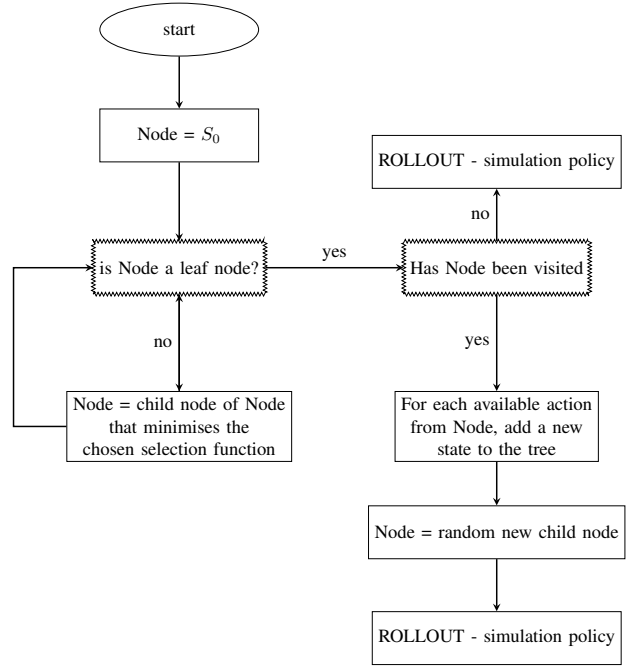 start
Node = S₀
ROLLOUT - simulation policy
no
is Node a leaf node?
yes
Has Node been visited
no
yes
Node = child node of Node
that minimises the
chosen selection function
For each available action
from Node, add a new
state to the tree
Node = random new child node
ROLLOUT - simulation policy